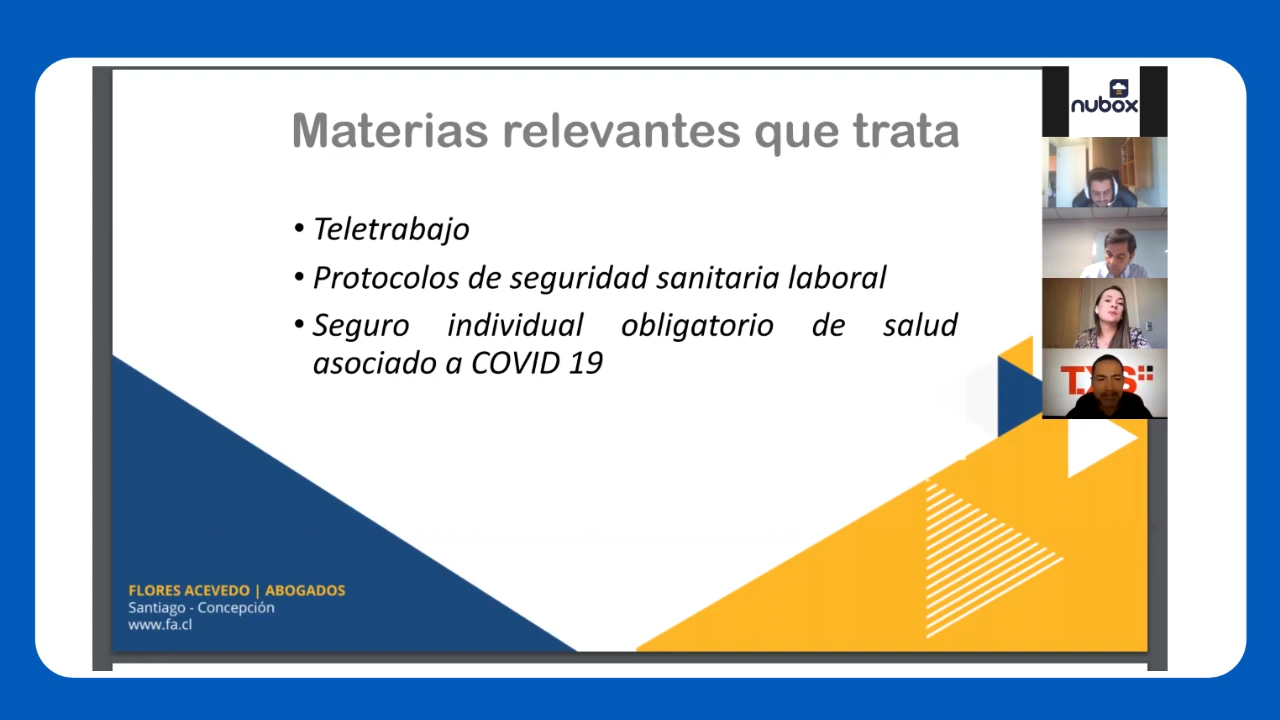 Materias relevantes que trata
• Teletrabajo
• Protocolos de seguridad sanitaria laboral
• Seguro individual obligatorio de salud
asociado a COVID 19
FLORES ACEVEDO | ABOGADOS
Santiago - Concepción
www.fa.cl
nubox